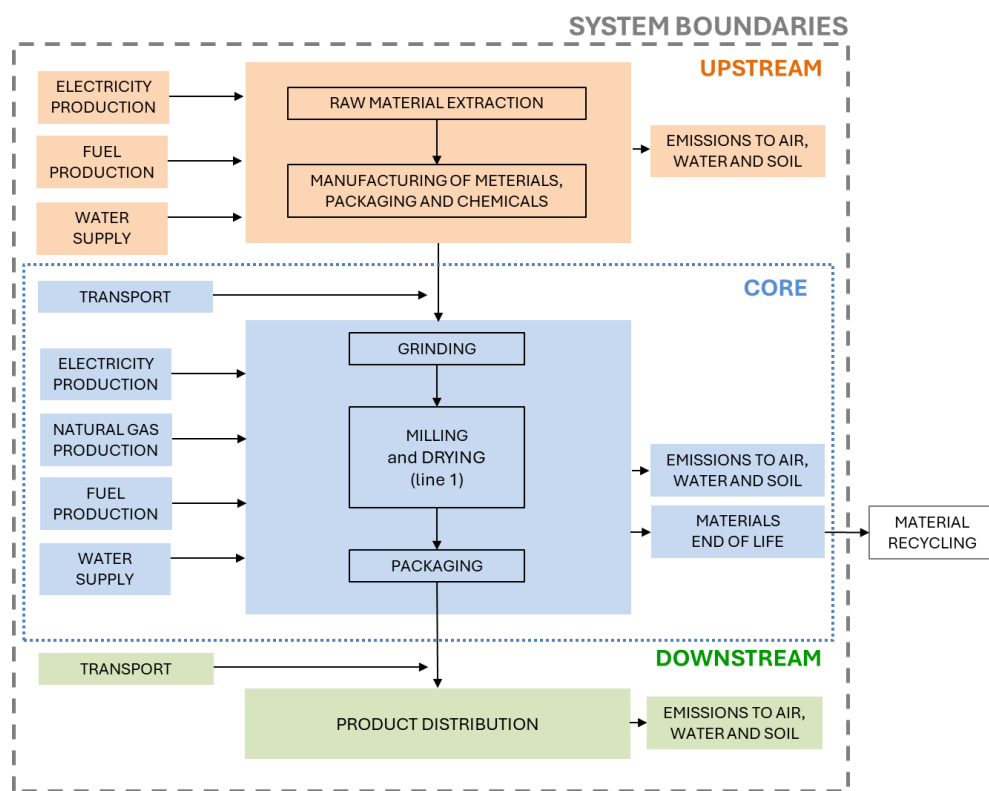 SYSTEM BOUNDARIES
UPSTREAM
ELECTRICITY
PRODUCTION
RAW MATERIAL EXTRACTION
FUEL
PRODUCTION
EMISSIONS TO AIR,
WATER AND SOIL
MANUFACTURING OF METERIALS,
PACKAGING AND CHEMICALS
WATER
SUPPLY
CORE
TRANSPORT
GRINDING
ELECTRICITY
PRODUCTION
NATURAL GAS
PRODUCTION
MILLING
and DRYING
(line 1)
EMISSIONS TO AIR,
WATER AND SOIL
FUEL
PRODUCTION
MATERIALS
END OF LIFE
MATERIAL
RECYCLING
WATER
SUPPLY
PACKAGING
DOWNSTREAM
TRANSPORT
PRODUCT DISTRIBUTION
EMISSIONS TO AIR,
WATER AND SOIL